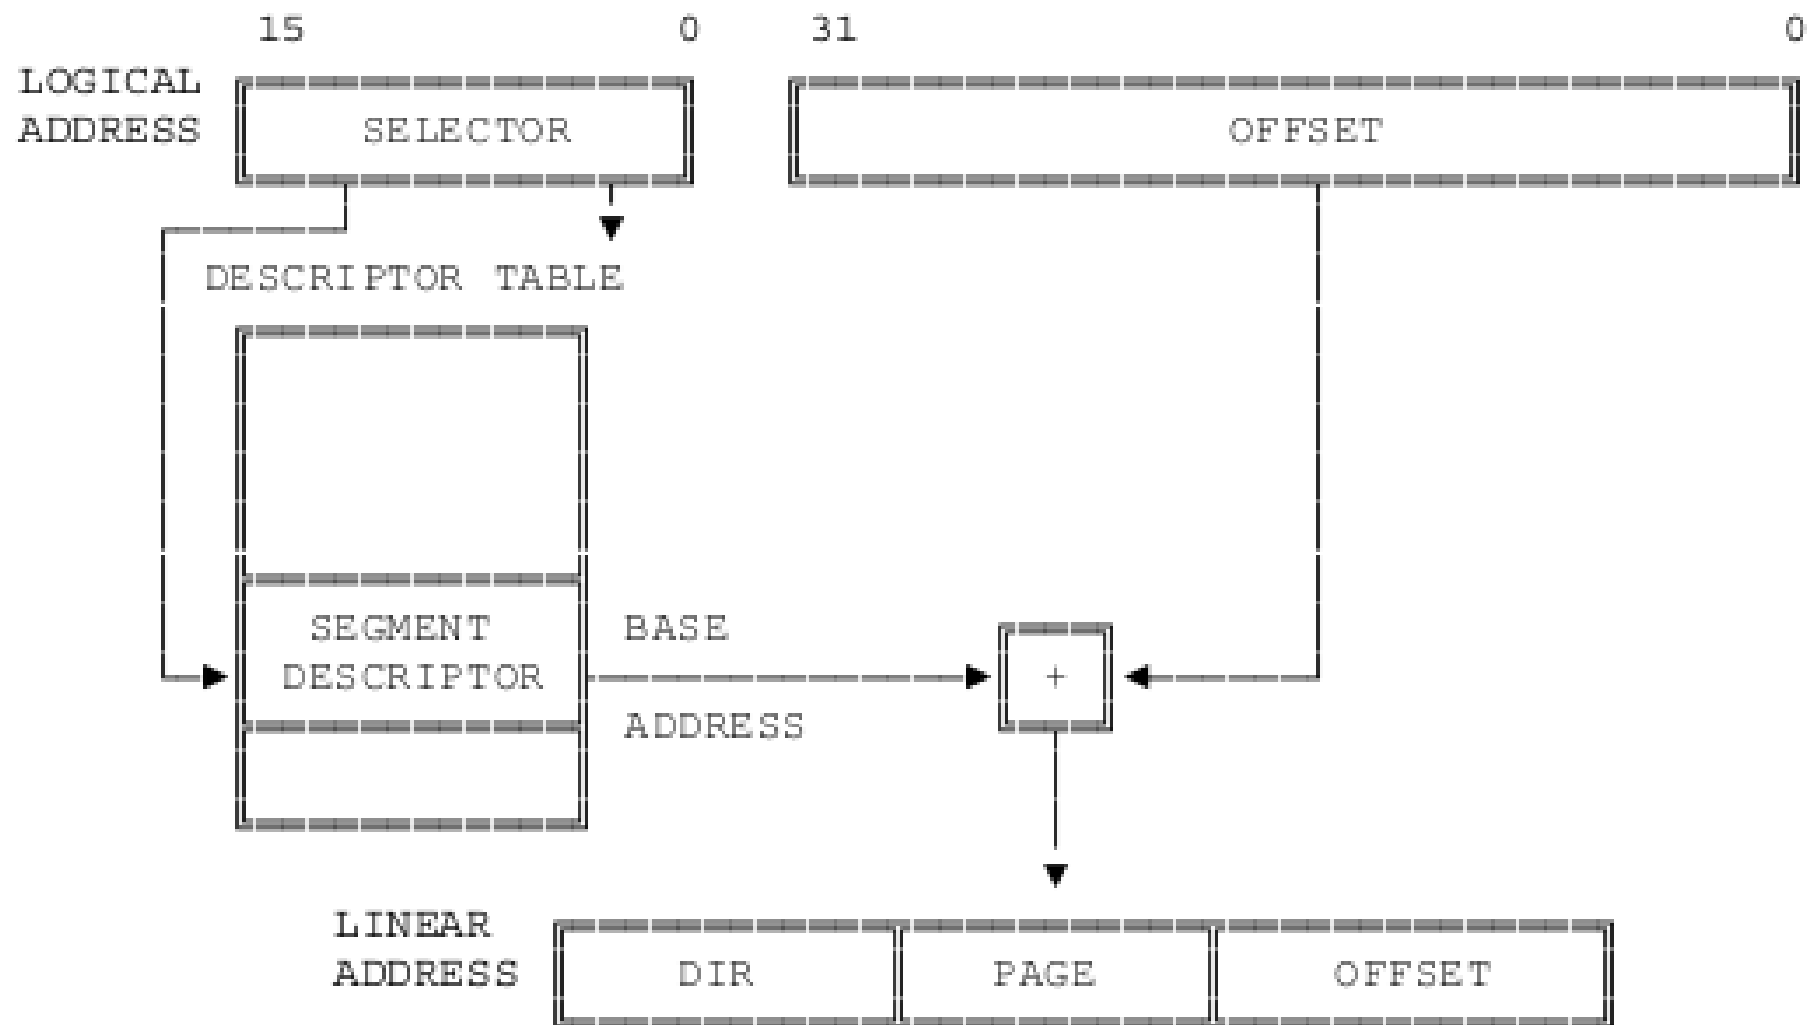 15 0 31 0
LOGICAL
ADDRESS SELECTOR OFFSET
DESCRIPTOR TABLE
SEGMENT BASE
DESCRIPTOR +
ADDRESS
LINEAR
ADDRESS DIR PAGE OFFSET